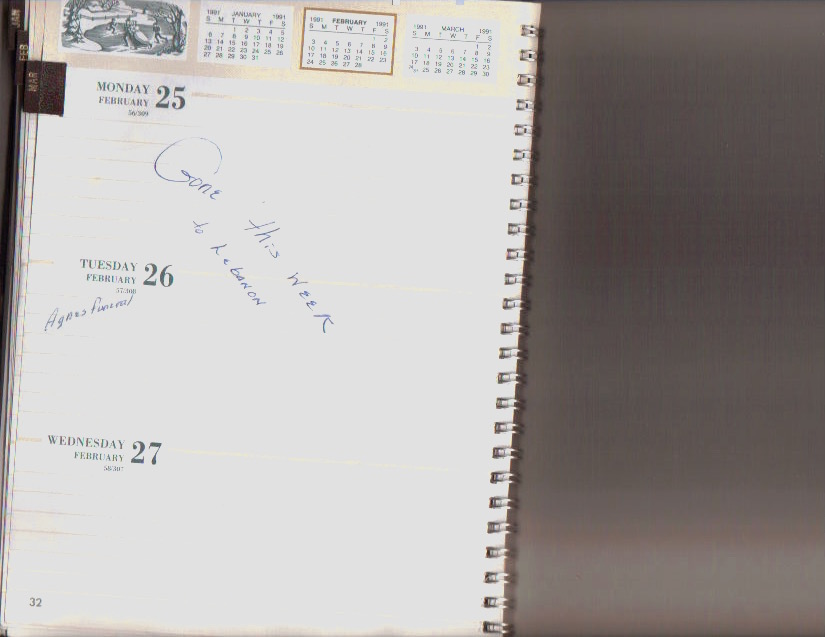 JAN
FEB
MAR
1991 JANUARY 1991
S M T W T F S
1 2 3 4 5
6 7 8 9 10 11 12
13 14 15 16 17 18 19
20 21 22 23 24 25 26
27 28 29 30 31
1991 FEBRUARY 1991
S M T W T F S
1 2
3 4 5 6 7 8 9
10 11 12 13 14 15 16
17 18 19 20 21 22 23
24 25 26 27 28
1991 MARCH 1991
S M T W T F S
1 2
3 4 5 6 7 8 9
10 11 12 13 14 15 16
17 18 19 20 21 22 23
24/31 25 26 27 28 29 30
MONDAY 25
FEBRUARY
56/309
Gone this WEEK
to Lebanon
TUESDAY 26
FEBRUARY
57/308
Agnes Funeral
WEDNESDAY 27
FEBRUARY
58/307
32